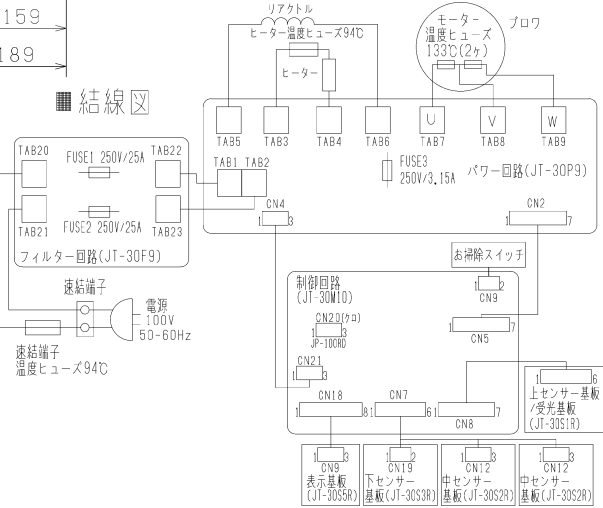 159
189
■結線図
リアクトル
ヒーター温度ヒューズ94℃
ヒーター
モーター
温度ヒューズ
133℃(2ヶ)
ブロワ
TAB5
TAB3
TAB4
TAB6
U
TAB7
V
TAB8
W
TAB9
TAB20
FUSE1 250V/25A
TAB22
TAB1 TAB2
FUSE3
250V/3.15A
パワー回路(JT-30P9)
TAB21
FUSE2 250V/25A
TAB23
フィルター回路(JT-30F9)
CN4
1 3
CN2
1 7
速結端子
電源
100V
50-60Hz
速結端子
温度ヒューズ94℃
お掃除スイッチ
1 2
CN9
制御回路
(JT-30M10)
CN20(クロ)
1 3
JP-100RD
1 7
CN5
CN21
1 3
CN18
1 8
CN7
1 6
1 7
CN8
1 6
上センサー基板
/受光基板
(JT-30S1R)
1 3
CN9
表示基板
(JT-30S5R)
1 2
CN19
下センサー
基板(JT-30S3R)
1 3
CN12
中センサー
基板(JT-30S2R)
1 3
CN12
中センサー
基板(JT-30S2R)